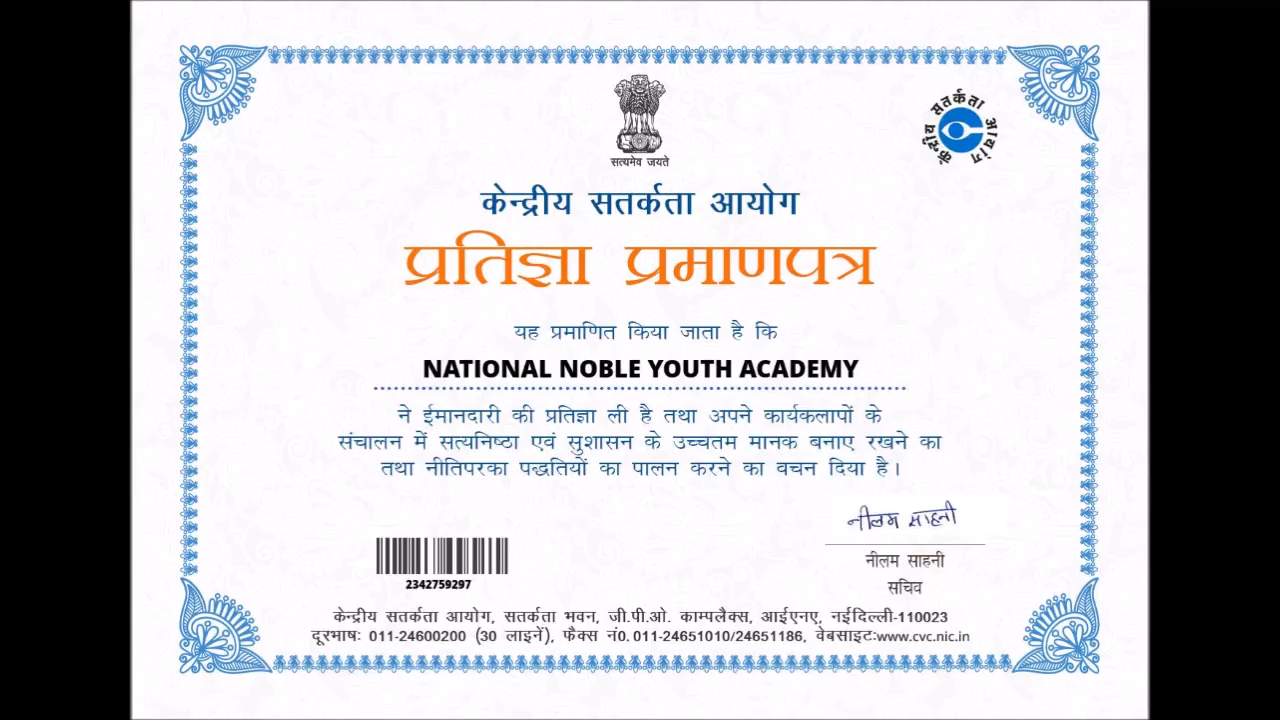 सत्यमेव जयते
केन्द्रीय सतर्कता आयोग
केन्द्रीय सतर्कता आयोग
प्रतिज्ञा प्रमाणपत्र
यह प्रमाणित किया जाता है कि
NATIONAL NOBLE YOUTH ACADEMY
ने ईमानदारी की प्रतिज्ञा ली है तथा अपने कार्यकलापों के
संचालन में सत्यनिष्ठा एवं सुशासन के उच्चतम मानक बनाए रखने का
तथा नीतिपरका पद्धतियों का पालन करने का वचन दिया है।
नीलम साहनी
2342759297
नीलम साहनी
सचिव
केन्द्रीय सतर्कता आयोग, सतर्कता भवन, जी.पी.ओ. काम्पलैक्स, आईएनए, नईदिल्ली-110023
दूरभाषः 011-24600200 (30 लाइनें), फैक्स नं0. 011-24651010/24651186, वेबसाइटःwww.cvc.nic.in